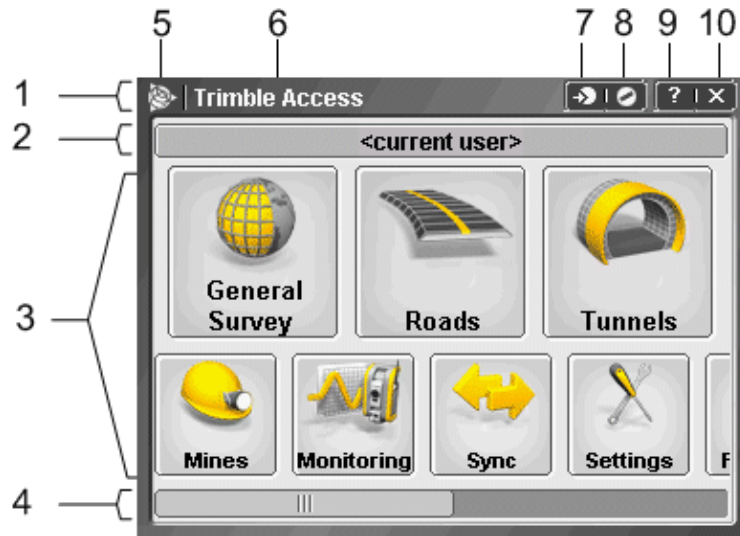 5 6 7 8 9 10
1
Trimble Access
? X
2
<current user>
3
General
Survey
Roads
Tunnels
Mines
Monitoring
Sync
Settings
4